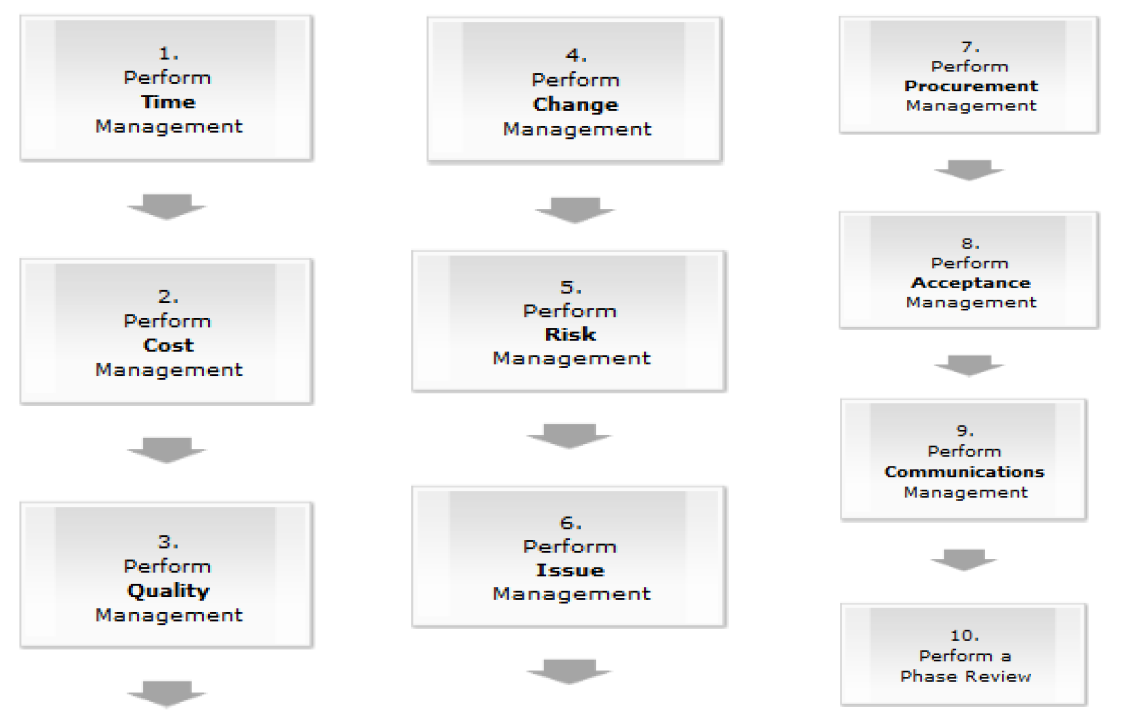 1.
Perform
Time
Management
2.
Perform
Cost
Management
3.
Perform
Quality
Management
4.
Perform
Change
Management
5.
Perform
Risk
Management
6.
Perform
Issue
Management
7.
Perform
Procurement
Management
8.
Perform
Acceptance
Management
9.
Perform
Communications
Management
10.
Perform a
Phase Review